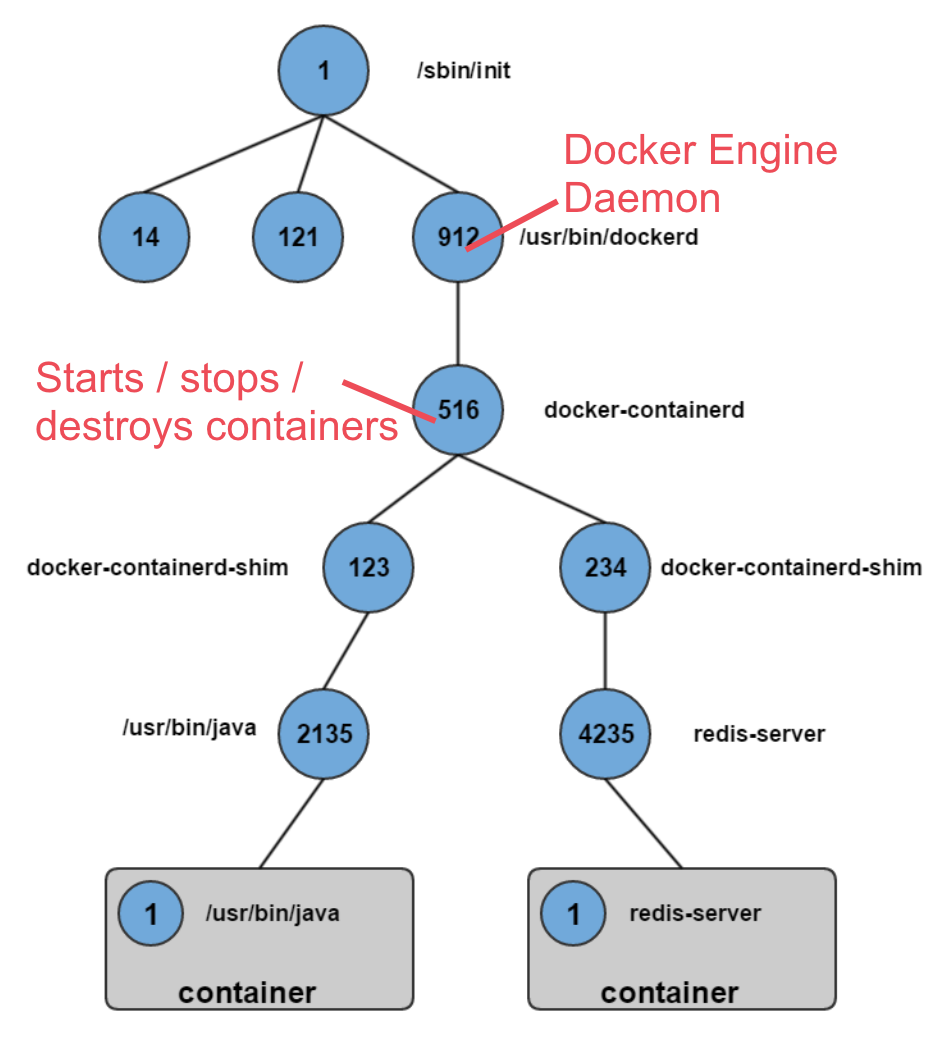 1
/sbin/init
Docker Engine
Daemon
14
121
912
/usr/bin/dockerd
Starts / stops /
destroys containers
516
docker-containerd
docker-containerd-shim
123
234
docker-containerd-shim
/usr/bin/java
2135
4235
redis-server
1
/usr/bin/java
container
1
redis-server
container